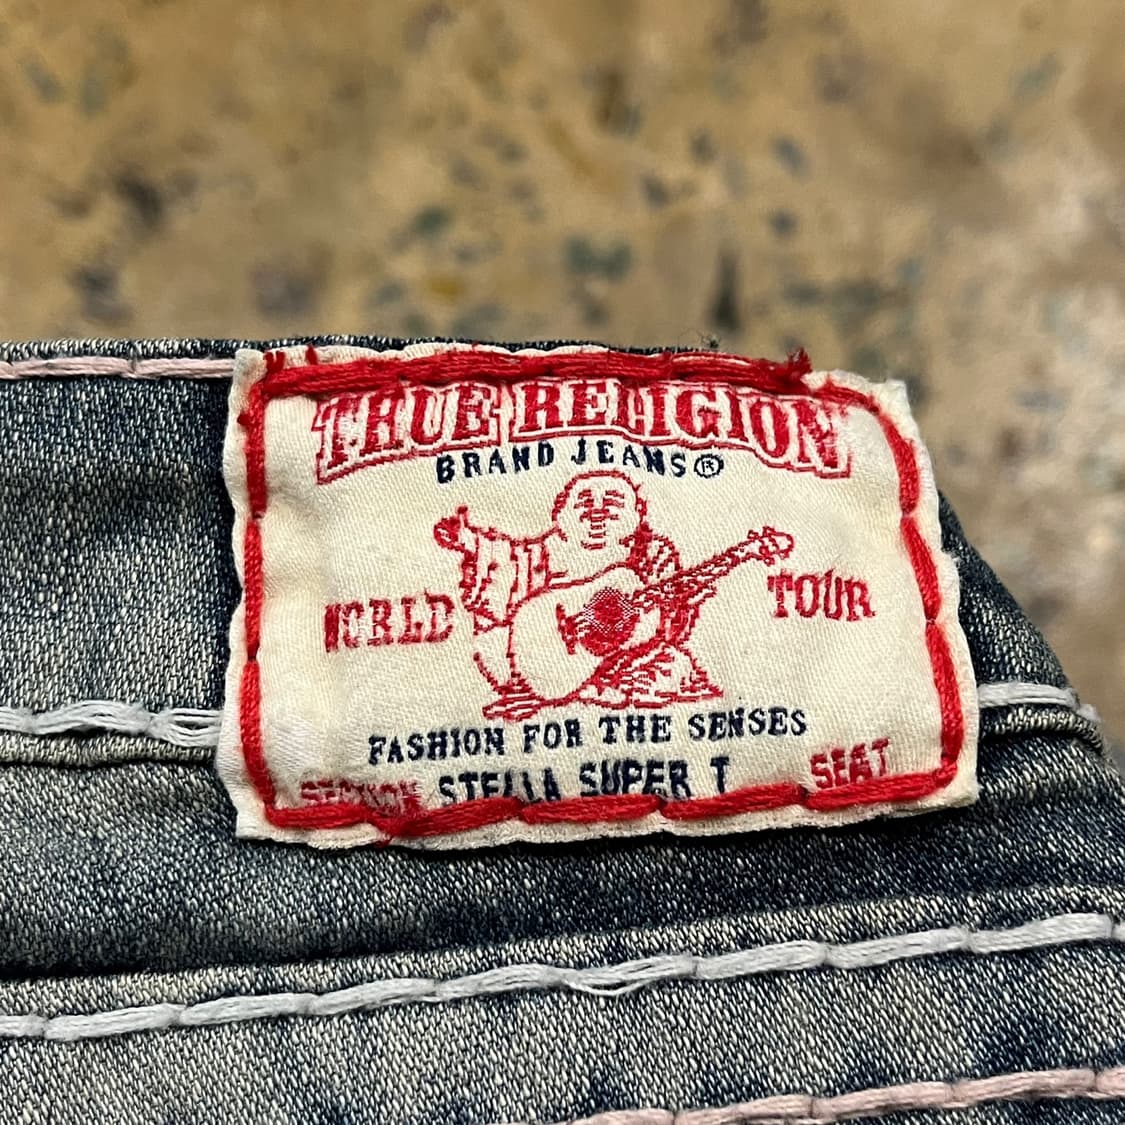 TRUE RELIGION
BRAND JEANS®
WORLD TOUR
FASHION FOR THE SENSES
SECTION STELLA SUPER T SEAT